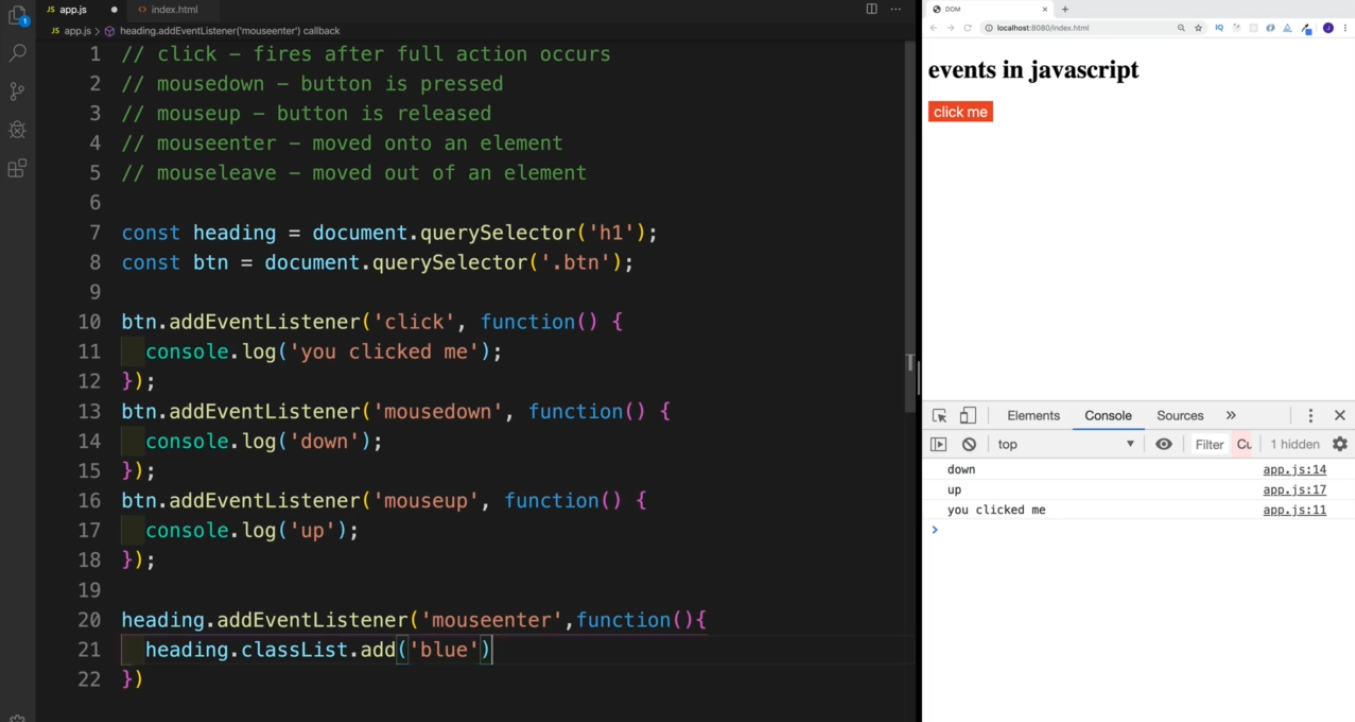 JS app.js
index.html
JS app.js > heading.addEventListener('mouseenter') callback
1 // click – fires after full action occurs
2 // mousedown – button is pressed
3 // mouseup – button is released
4 // mouseenter – moved onto an element
5 // mouseleave – moved out of an element
6
7 const heading = document.querySelector('h1');
8 const btn = document.querySelector('.btn');
9
10 btn.addEventListener('click', function() {
11 console.log('you clicked me');
12 });
13 btn.addEventListener('mousedown', function() {
14 console.log('down');
15 });
16 btn.addEventListener('mouseup', function() {
17 console.log('up');
18 });
19
20 heading.addEventListener('mouseenter',function(){
21 heading.classList.add('blue')
22 })
1
DOM
localhost:8080/index.html
IQ
J
events in javascript
click me
Elements Console Sources »
top Filter 1 hidden
down app.js:14
up app.js:17
you clicked me app.js:11
>